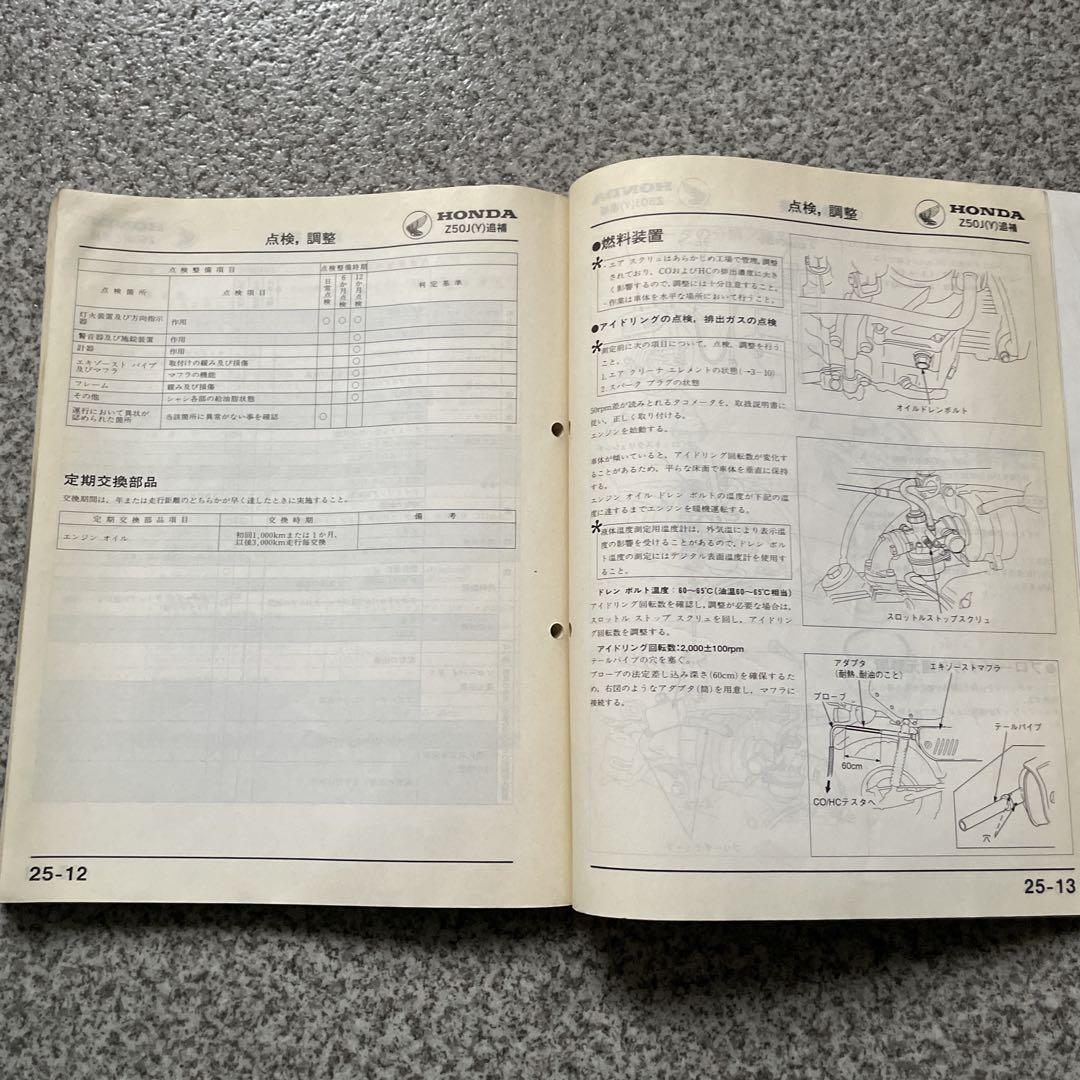 HONDA
Z50J(Y)追補
点検, 調整
点検整備項目
点検整備時期
判定基準
点検箇所
点検項目
日常点検
6か月点検
12か月点検
灯火装置及び方向指示器
作用
○ ○ ○
警音器及び施錠装置
作用
○
計器
作用
○
エキゾースト パイプ及びマフラ
取付けの緩み及び損傷
○
マフラの機能
○
フレーム
緩み及び損傷
○
その他
シャシ各部の給油脂状態
○
運行において異状が認められた箇所
当該箇所に異常がない事を確認
○
定期交換部品
交換期間は、年または走行距離のどちらかが早く達したときに実施すること。
定期交換部品項目
交換時期
備考
エンジン オイル
初回1,000kmまたは1か月、
以後3,000km走行毎交換
25-12
HONDA
Z50J(Y)追補
点検, 調整
●燃料装置
*・エア スクリュはあらかじめ工場で管理、調整
されており、COおよびHCの排出濃度に大き
く影響するので、調整には十分注意すること。
・作業は車体を水平な場所において行うこと。
●アイドリングの点検, 排出ガスの点検
*測定前に次の項目について、点検、調整を行う
こと。
1. エア クリーナ エレメントの状態(→3-10)
2. スパーク プラグの状態
50rpm差が読みとれるタコメータを、取扱説明書に
従い、正しく取り付ける。
エンジンを始動する。
車体が傾いていると、アイドリング回転数が変化す
ることがあるため、平らな床面で車体を垂直に保持
する。
エンジン オイル ドレン ボルトの温度が下記の温
度に達するまでエンジンを暖機運転する。
*液体温度測定用温度計は、外気温により表示温
度の影響を受けることがあるので、ドレン ボル
ト温度の測定にはデジタル表面温度計を使用す
ること。
ドレン ボルト温度：60～65℃(油温60～65℃相当)
アイドリング回転数を確認し、調整が必要な場合は、
スロットル ストップ スクリュを回し、アイドリン
グ回転数を調整する。
アイドリング回転数：2,000±100rpm
テールパイプの穴を塞ぐ。
プローブの法定差し込み深さ(60cm)を確保するた
め、右図のようなアダプタ(筒)を用意し、マフラに
接続する。
オイルドレンボルト
スロットルストップスクリュ
アダプタ
(耐熱、耐油のこと)
エキゾーストマフラ
プローブ
テールパイプ
60cm
CO/HCテスタへ
穴
25-13